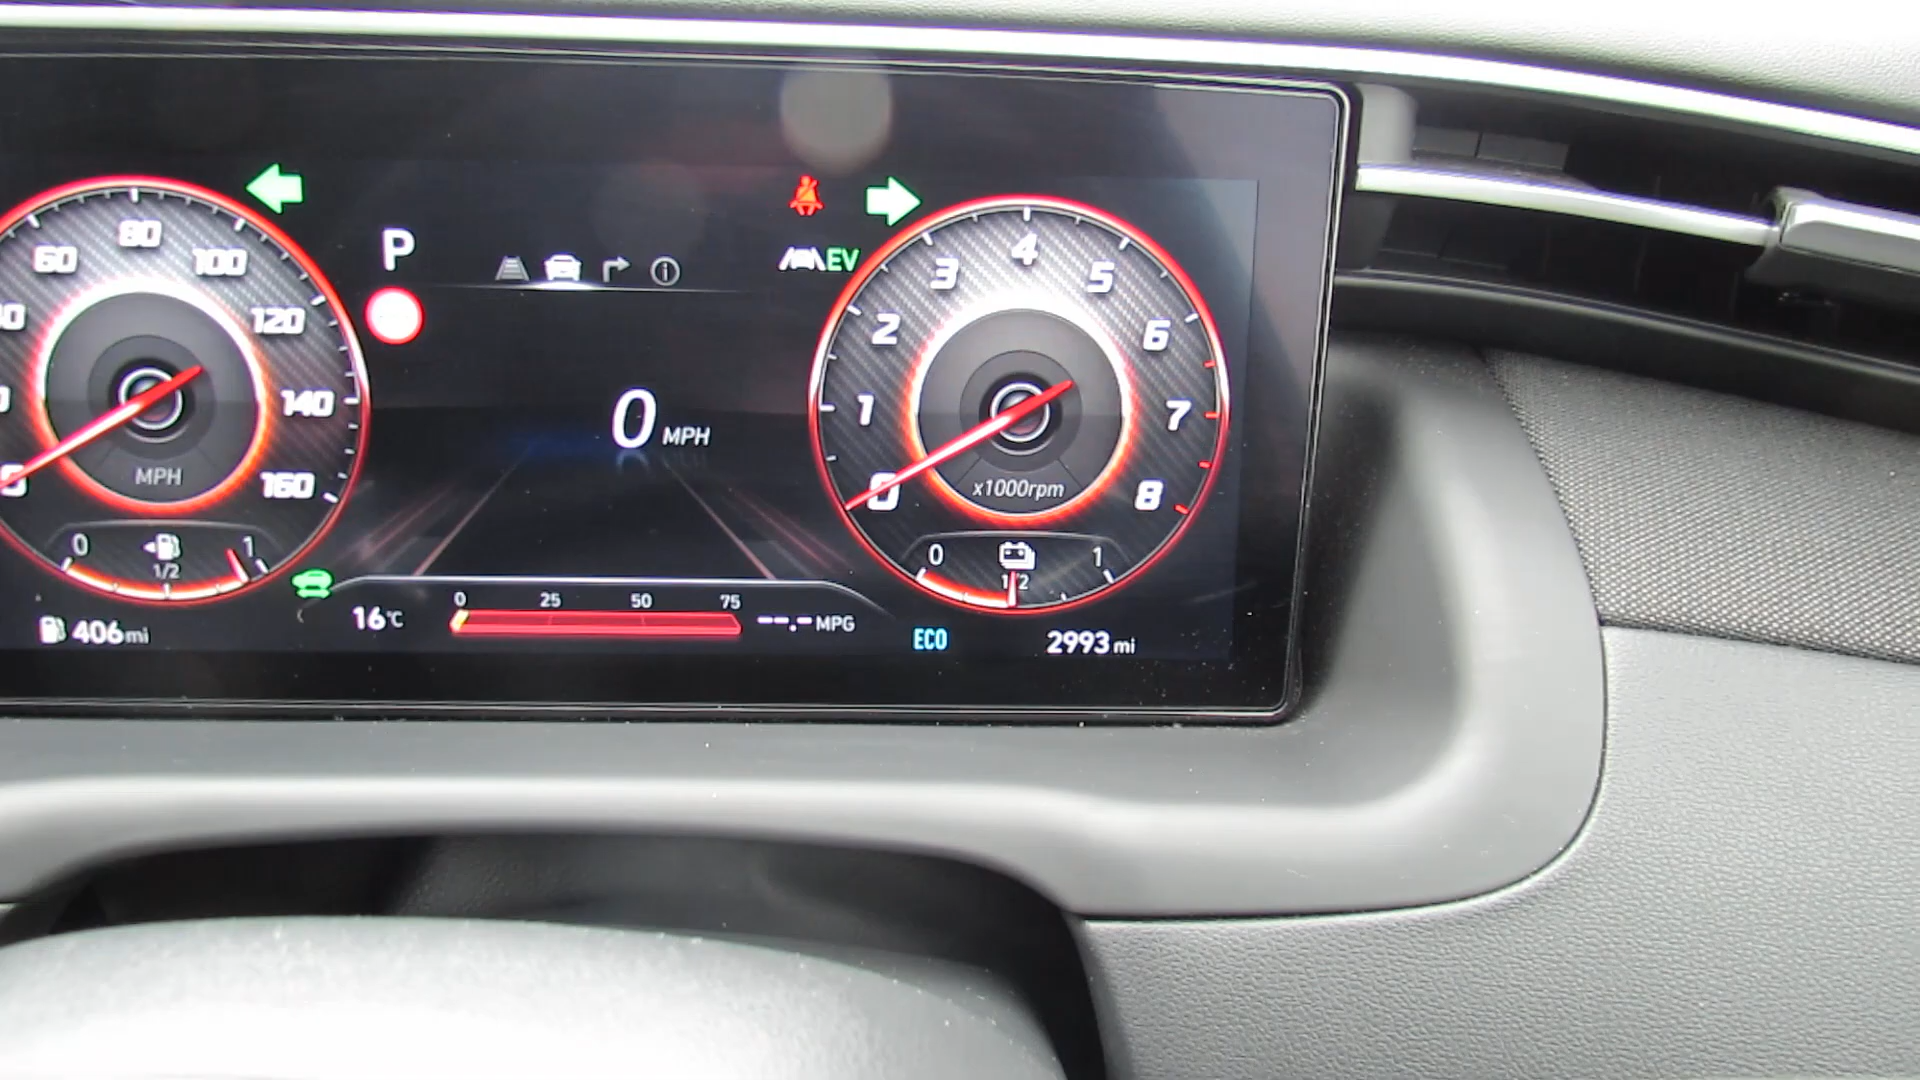 P
EV
60 80 100 120 140 160
0
MPH
0 1/2 1
406 mi
0 MPH
16°C
0 25 50 75
--.- MPG
0 1 2 3 4 5 6 7 8
x1000rpm
0 1/2 1
ECO
2993 mi